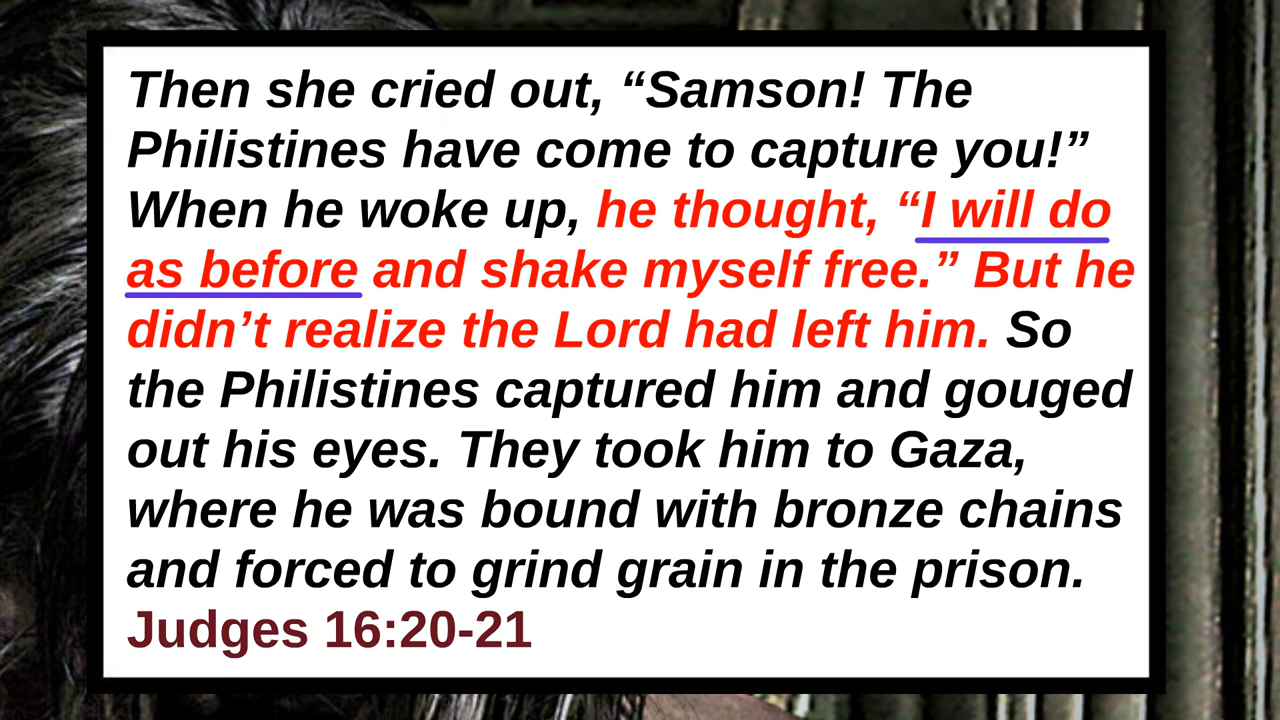 Then she cried out, “Samson! The
Philistines have come to capture you!”
When he woke up, he thought, “I will do
as before and shake myself free.” But he
didn’t realize the Lord had left him. So
the Philistines captured him and gouged
out his eyes. They took him to Gaza,
where he was bound with bronze chains
and forced to grind grain in the prison.
Judges 16:20-21